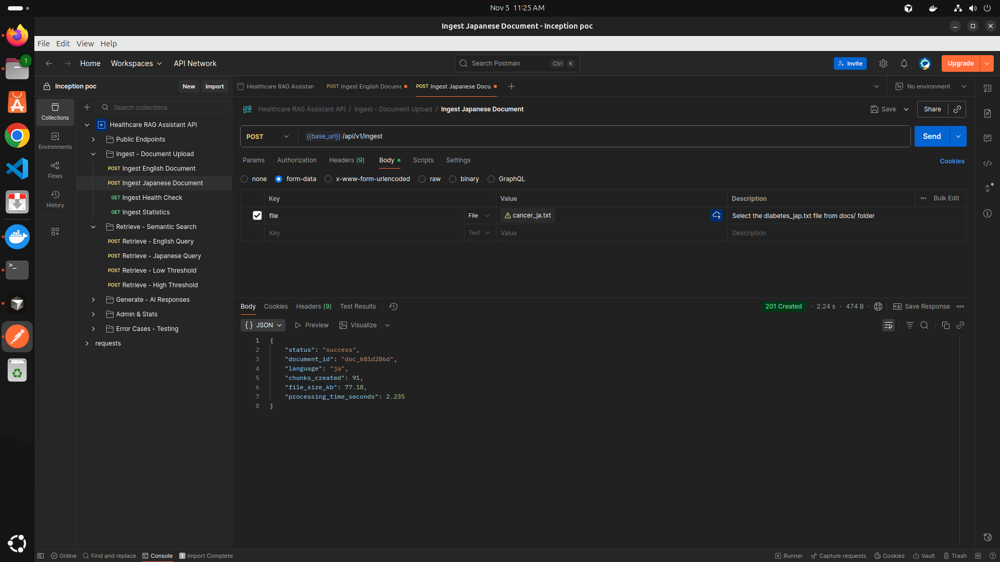 Nov 5 11:25 AM
Ingest Japanese Document - Inception poc
1
File Edit View Help
Home Workspaces API Network
Search Postman Ctrl K
Invite
Upgrade
Inception poc New Import
Healthcare RAG Assistan
POST Ingest English Docume
POST Ingest Japanese Docu
No environment
Collections
Environments
Flows
History
Search collections
Healthcare RAG Assistant API
Public Endpoints
Ingest - Document Upload
POST Ingest English Document
POST Ingest Japanese Document
GET Ingest Health Check
GET Ingest Statistics
Retrieve - Semantic Search
POST Retrieve - English Query
POST Retrieve - Japanese Query
POST Retrieve - Low Threshold
POST Retrieve - High Threshold
Generate - AI Responses
Admin & Stats
Error Cases - Testing
requests
HTTP Healthcare RAG Assistant API / Ingest - Document Upload / Ingest Japanese Document
Save Share
POST {{base_url}} /api/v1/ingest Send
Params Authorization Headers (9) Body Scripts Settings Cookies
none form-data x-www-form-urlencoded raw binary GraphQL
Key Value Description Bulk Edit
file File cancer_ja.txt Select the diabetes_jap.txt file from docs/ folder
Key Text Value Description
Body Cookies Headers (9) Test Results
201 Created 2.24 s 474 B e.g. Save Response
{} JSON Preview Visualize
1 {
2 "status": "success",
3 "document_id": "doc_681d286d",
4 "language": "ja",
5 "chunks_created": 91,
6 "file_size_kb": 77.18,
7 "processing_time_seconds": 2.235
8 }
Online Find and replace Console 1 Import Complete
Runner Capture requests Cookies Vault Trash